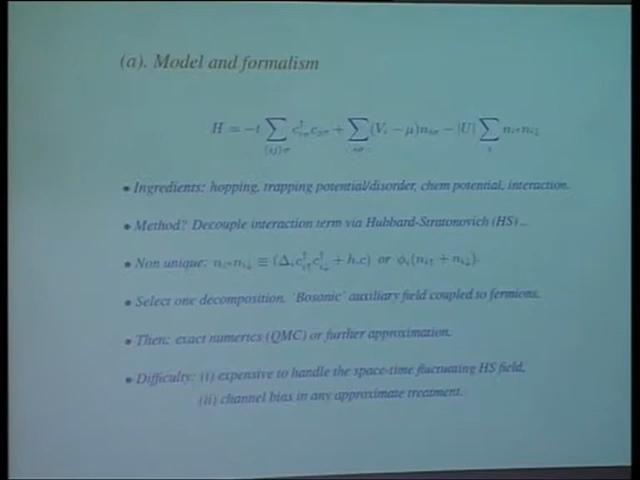 (a). Model and formalism
H = -t ∑ c†iσ cjσ + ∑ (Vi − μ)niσ − |U| ∑ ni↑ni↓
⟨ij⟩σ iσ i
• Ingredients: hopping, trapping potential/disorder, chem potential, interaction.
• Method? Decouple interaction term via Hubbard-Stratonovich (HS)...
• Non unique: ni↑ni↓ ≡ (Δi c†i↑ c†i↓ + h.c) or φi(ni↑ + ni↓).
• Select one decomposition. 'Bosonic' auxiliary field coupled to fermions.
• Then: exact numerics (QMC) or further approximation.
• Difficulty: (i) expensive to handle the space-time fluctuating HS field,
(ii) channel bias in any approximate treatment.